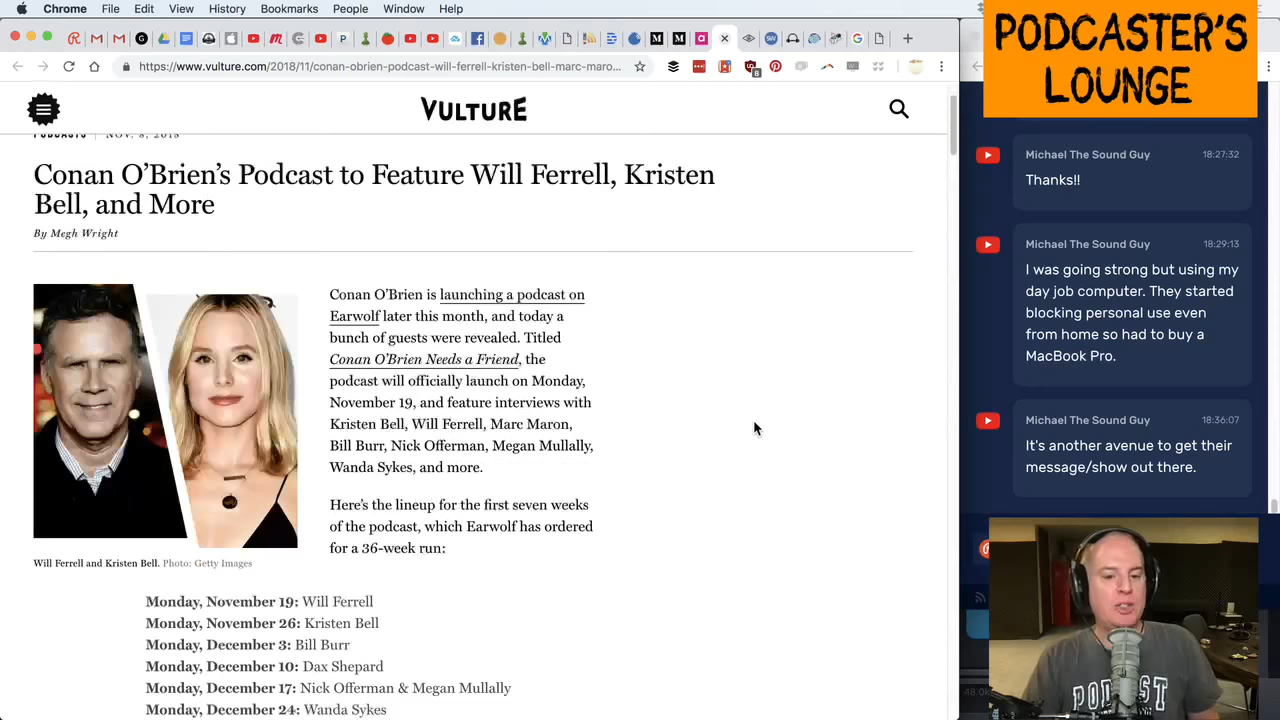 Chrome File Edit View History Bookmarks People Window Help
https://www.vulture.com/2018/11/conan-obrien-podcast-will-ferrell-kristen-bell-marc-maro...
VULTURE
PODCASTS | NOV. 8, 2018
Conan O'Brien's Podcast to Feature Will Ferrell, Kristen
Bell, and More
By Megh Wright
Conan O'Brien is launching a podcast on
Earwolf later this month, and today a
bunch of guests were revealed. Titled
Conan O'Brien Needs a Friend, the
podcast will officially launch on Monday,
November 19, and feature interviews with
Kristen Bell, Will Ferrell, Marc Maron,
Bill Burr, Nick Offerman, Megan Mullally,
Wanda Sykes, and more.
Here's the lineup for the first seven weeks
of the podcast, which Earwolf has ordered
for a 36-week run:
Will Ferrell and Kristen Bell. Photo: Getty Images
Monday, November 19: Will Ferrell
Monday, November 26: Kristen Bell
Monday, December 3: Bill Burr
Monday, December 10: Dax Shepard
Monday, December 17: Nick Offerman & Megan Mullally
Monday, December 24: Wanda Sykes
PODCASTER'S
LOUNGE
Michael The Sound Guy 18:27:32
Thanks!!
Michael The Sound Guy 18:29:13
I was going strong but using my
day job computer. They started
blocking personal use even
from home so had to buy a
MacBook Pro.
Michael The Sound Guy 18:36:07
It's another avenue to get their
message/show out there.
PODCAST